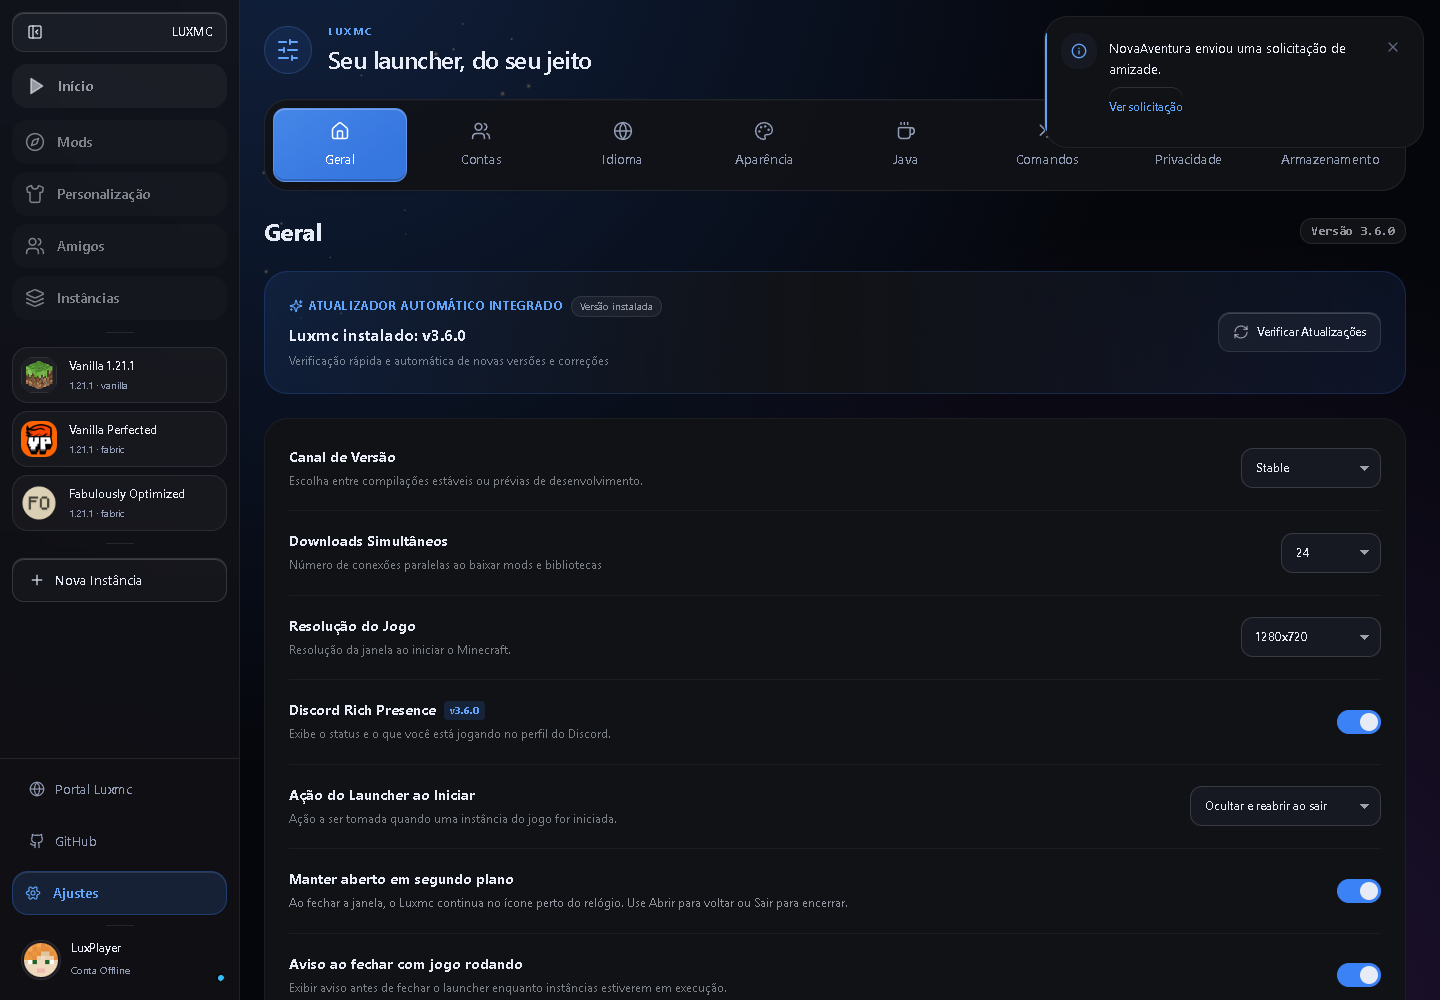 LUXMC
Início
Mods
Personalização
Amigos
Instâncias
Vanilla 1.21.1
1.21.1 · vanilla
Vanilla Perfected
1.21.1 · fabric
FO
Fabulously Optimized
1.21.1 · fabric
Nova Instância
Portal Luxmc
GitHub
Ajustes
LuxPlayer
Conta Offline
LUXMC
Seu launcher, do seu jeito
NovaAventura enviou uma solicitação de
amizade.
Ver solicitação
Geral
Contas
Idioma
Aparência
Java
Comandos
Privacidade
Armazenamento
Geral
Versão 3.6.0
ATUALIZADOR AUTOMÁTICO INTEGRADO Versão instalada
Luxmc instalado: v3.6.0
Verificação rápida e automática de novas versões e correções
Verificar Atualizações
Canal de Versão
Escolha entre compilações estáveis ou prévias de desenvolvimento.
Stable
Downloads Simultâneos
Número de conexões paralelas ao baixar mods e bibliotecas
24
Resolução do Jogo
Resolução da janela ao iniciar o Minecraft.
1280x720
Discord Rich Presence v3.6.0
Exibe o status e o que você está jogando no perfil do Discord.
Ação do Launcher ao Iniciar
Ação a ser tomada quando uma instância do jogo for iniciada.
Ocultar e reabrir ao sair
Manter aberto em segundo plano
Ao fechar a janela, o Luxmc continua no ícone perto do relógio. Use Abrir para voltar ou Sair para encerrar.
Aviso ao fechar com jogo rodando
Exibir aviso antes de fechar o launcher enquanto instâncias estiverem em execução.